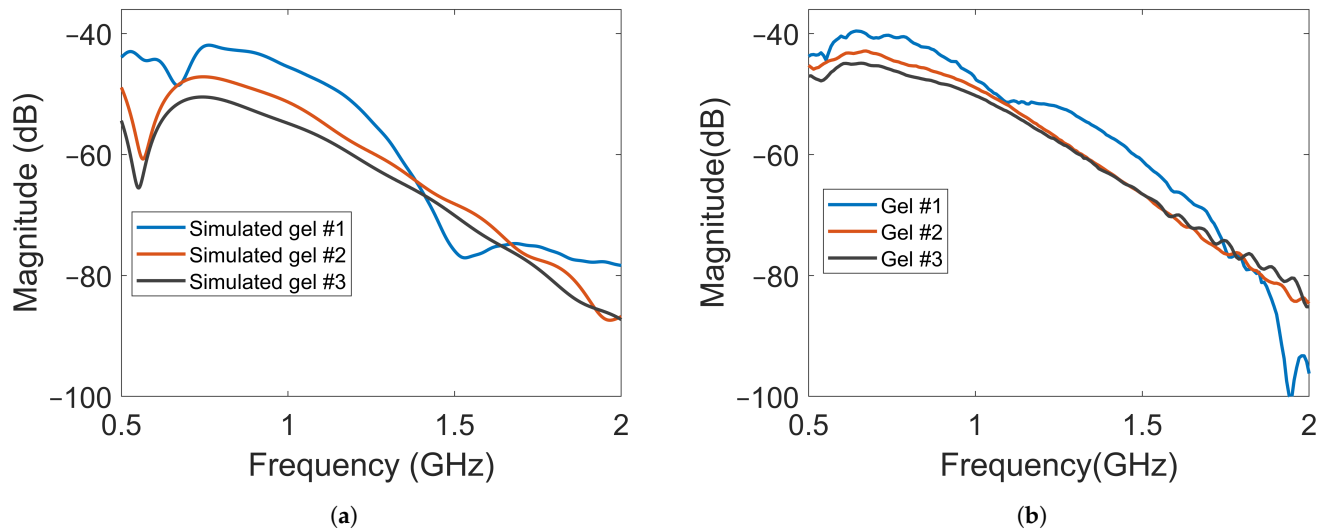 −40
−60
−80
−100
Magnitude (dB)
Simulated gel #1
Simulated gel #2
Simulated gel #3
0.5
1
1.5
2
Frequency (GHz)
(a)
−40
−60
−80
−100
Magnitude(dB)
Gel #1
Gel #2
Gel #3
0.5
1
1.5
2
Frequency(GHz)
(b)